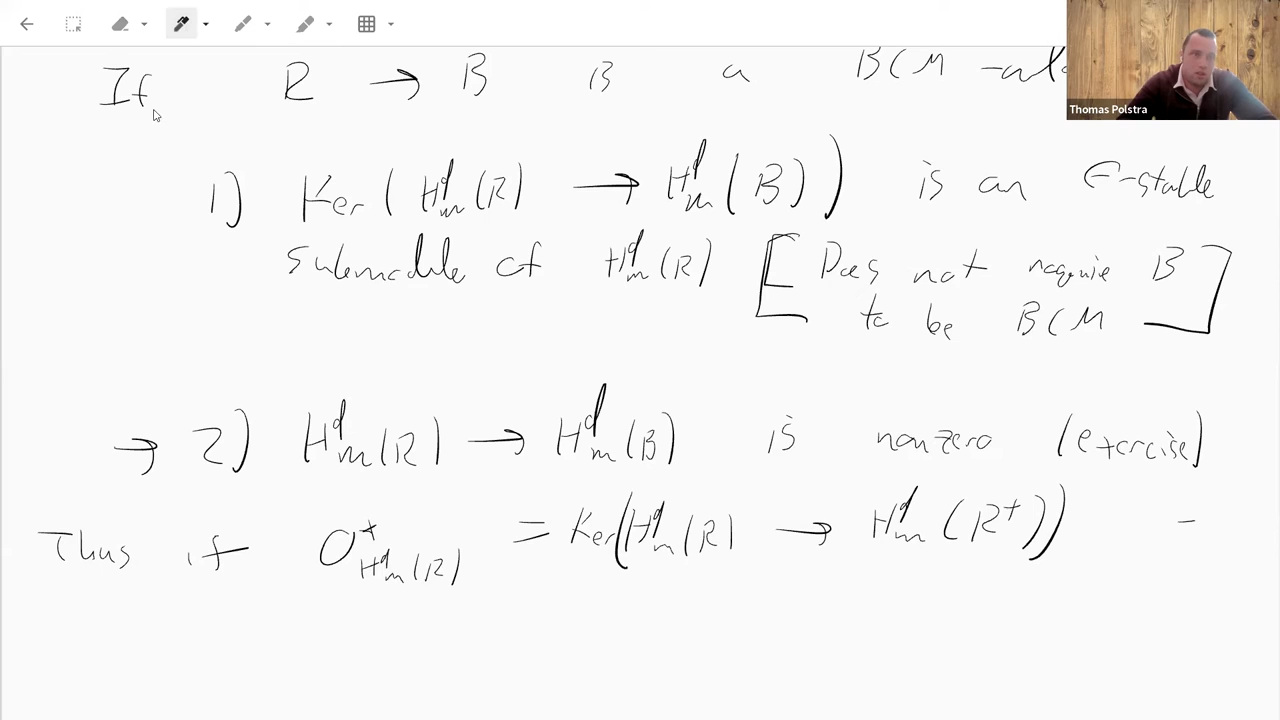 If R → B B a BCM -al
Thomas Polstra
1) Ker( H^d_m(R) → H^d_m(B) ) is an F-stable
submodule of H^d_m(R) [ Does not require B
to be BCM ]
→ 2) H^d_m(R) → H^d_m(B) is nonzero (exercise)
Thus if 0^*_{H^d_m(R)} = Ker( H^d_m(R) → H^d_m(R^+) ) -